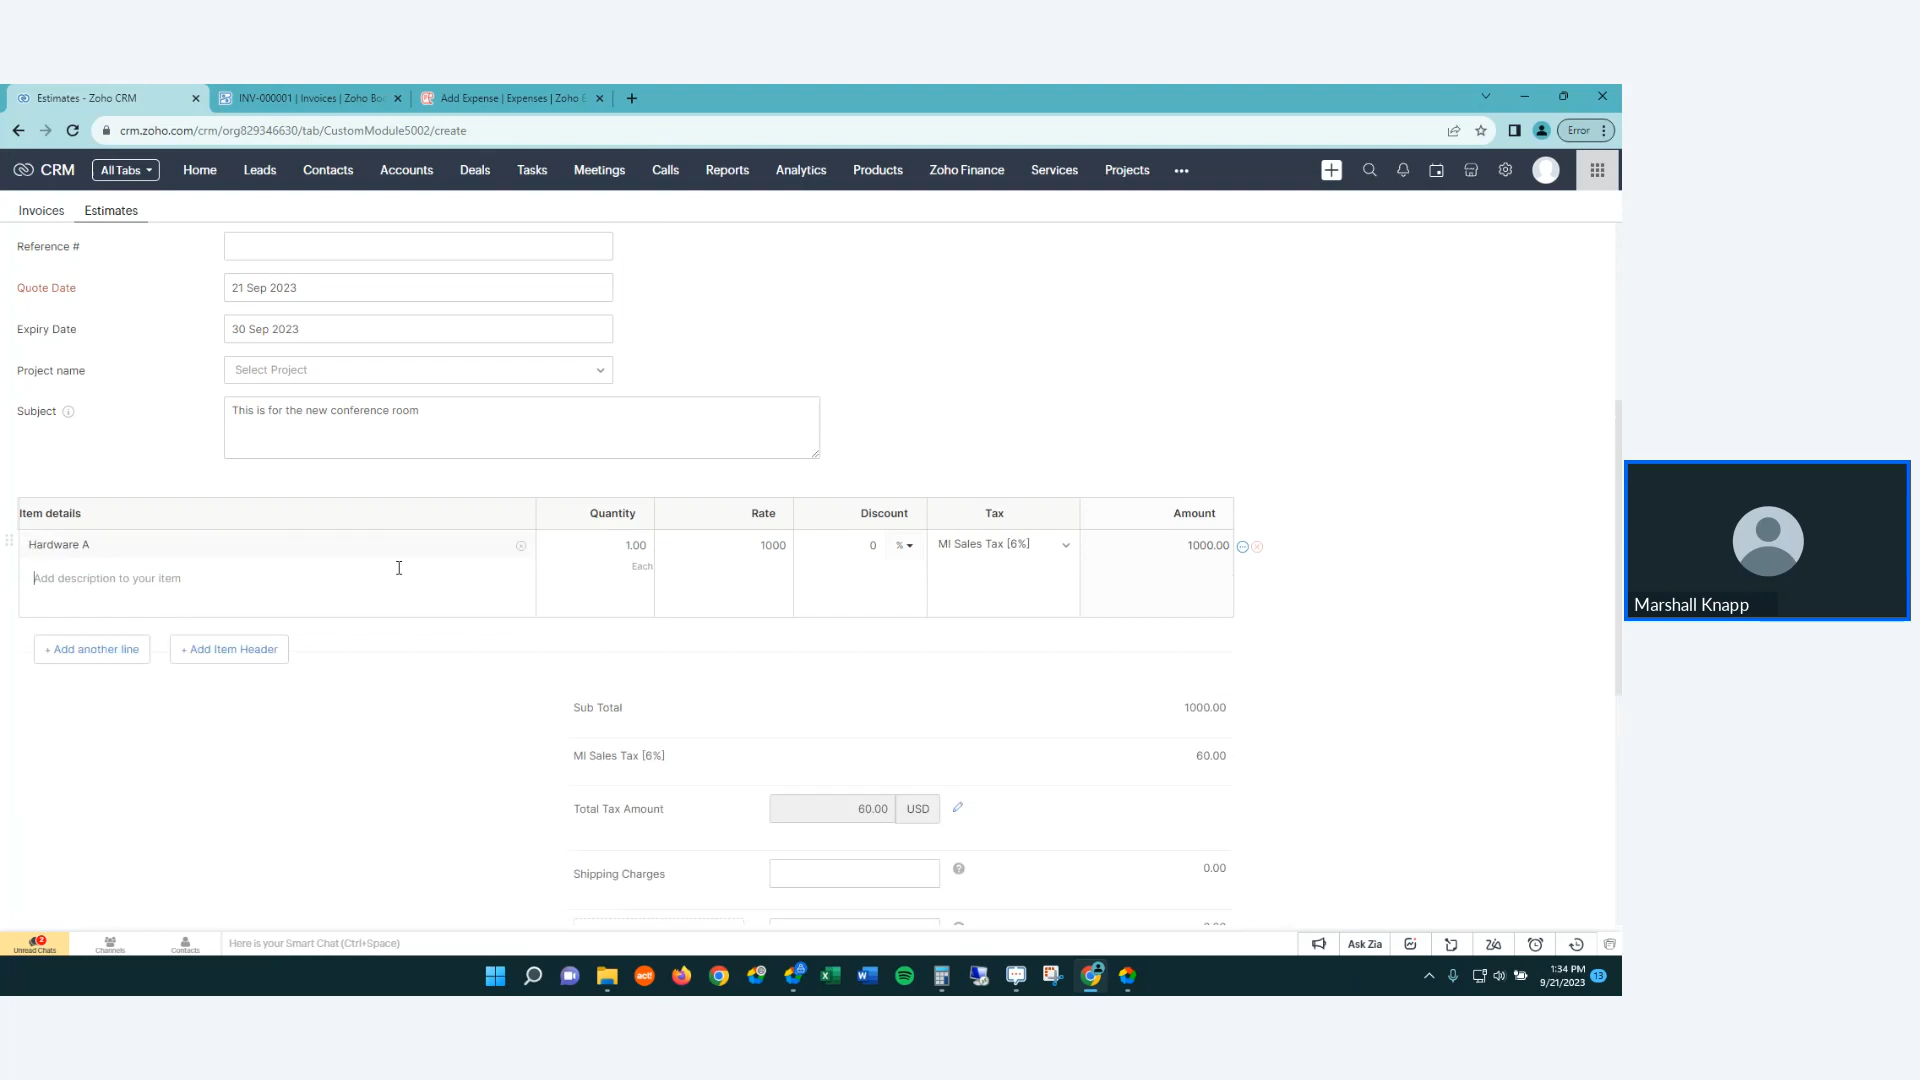 Estimates - Zoho CRM
INV-000001 | Invoices | Zoho Boo
Add Expense | Expenses | Zoho E
crm.zoho.com/crm/org829346630/tab/CustomModule5002/create
Error
CRM All Tabs Home Leads Contacts Accounts Deals Tasks Meetings Calls Reports Analytics Products Zoho Finance Services Projects
Invoices Estimates
Reference #
Quote Date 21 Sep 2023
Expiry Date 30 Sep 2023
Project name Select Project
Subject This is for the new conference room
Item details Quantity Rate Discount Tax Amount
Hardware A 1.00 1000 0 % MI Sales Tax [6%] 1000.00
Each
Add description to your item
+ Add another line + Add Item Header
Sub Total 1000.00
MI Sales Tax [6%] 60.00
Total Tax Amount 60.00 USD
Shipping Charges 0.00
Marshall Knapp
2
Unread Chats Channels Contacts Here is your Smart Chat (Ctrl+Space) Ask Zia
act!
1:34 PM
9/21/2023
13